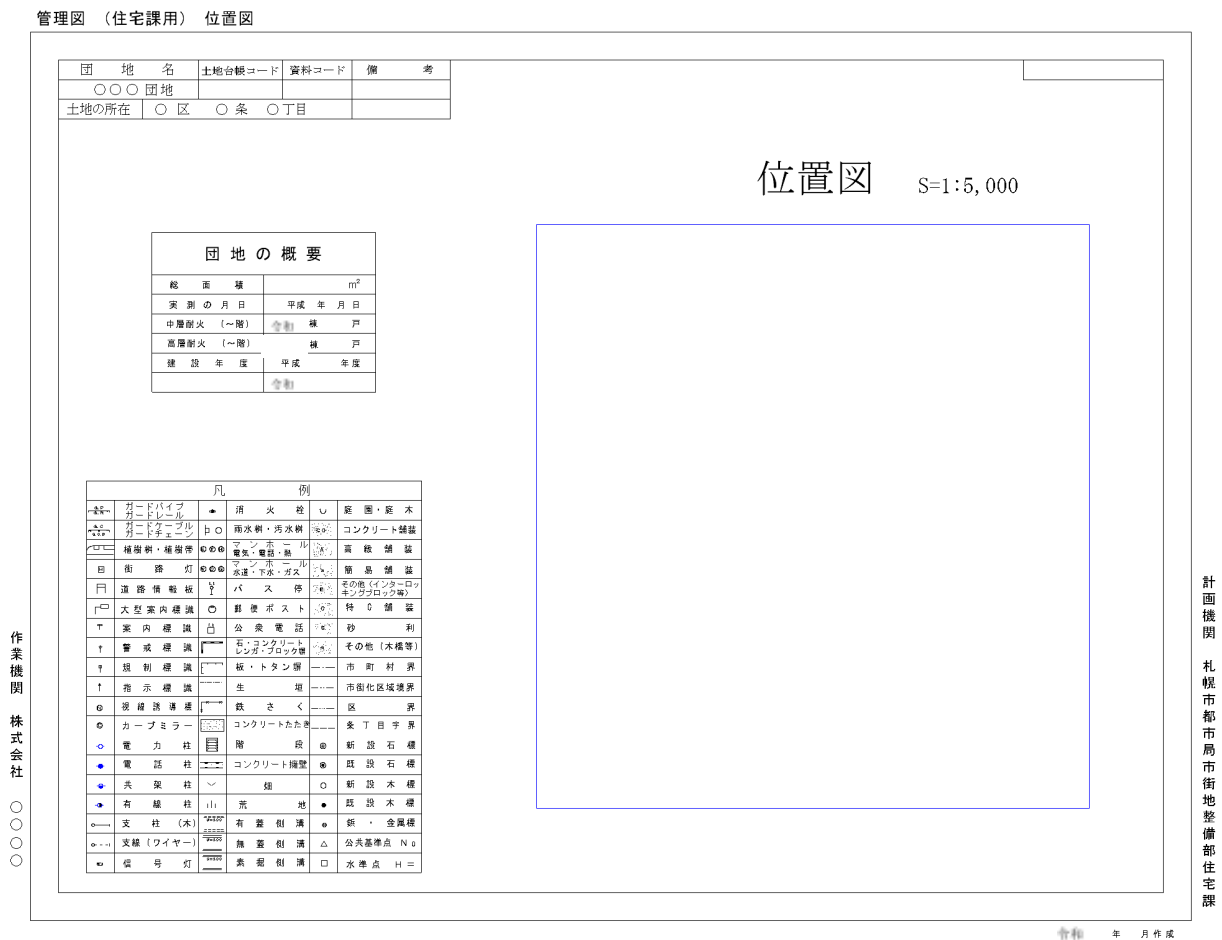 管理図 （住宅課用） 位置図
団地名 土地台帳コード 資料コード 備考
○○○団地
土地の所在 ○区 ○条 ○丁目
位置図 S=1:5,000
団地の概要
総面積 m²
実測の月日 平成 年 月 日
中層耐火 （～階） 令和 棟 戸
高層耐火 （～階） 棟 戸
建設年度 平成 年度
令和
凡例
ガードパイプ
ガードレール
消火栓
庭園・庭木
ガードケーブル
ガードチェーン
雨水桝・汚水桝
コンクリート舗装
植樹桝・植樹帯
マンホール
電気・電話・熱
高級舗装
街路灯
マンホール
水道・下水・ガス
簡易舗装
道路情報板
バス停
その他（インターロッ
キングブロック等）
大型案内標識
郵便ポスト
特殊舗装
案内標識
公衆電話
砂利
警戒標識
石・コンクリート
レンガ・ブロック塀
その他（木橋等）
規制標識
板・トタン塀
市町村界
指示標識
生垣
市街化区域境界
視線誘導標
鉄さく
区界
カーブミラー
コンクリートたたき
条丁目字界
電力柱
階段
新設石標
電話柱
コンクリート擁壁
既設石標
共架柱
畑
新設木標
有線柱
荒地
既設木標
支柱（木）
有蓋側溝
鋲・金属標
支線（ワイヤー）
無蓋側溝
公共基準点 No
信号灯
素掘側溝
水準点 H=
作業機関 株式会社 ○○○○
計画機関 札幌市都市局市街地整備部住宅課
令和 年 月作成